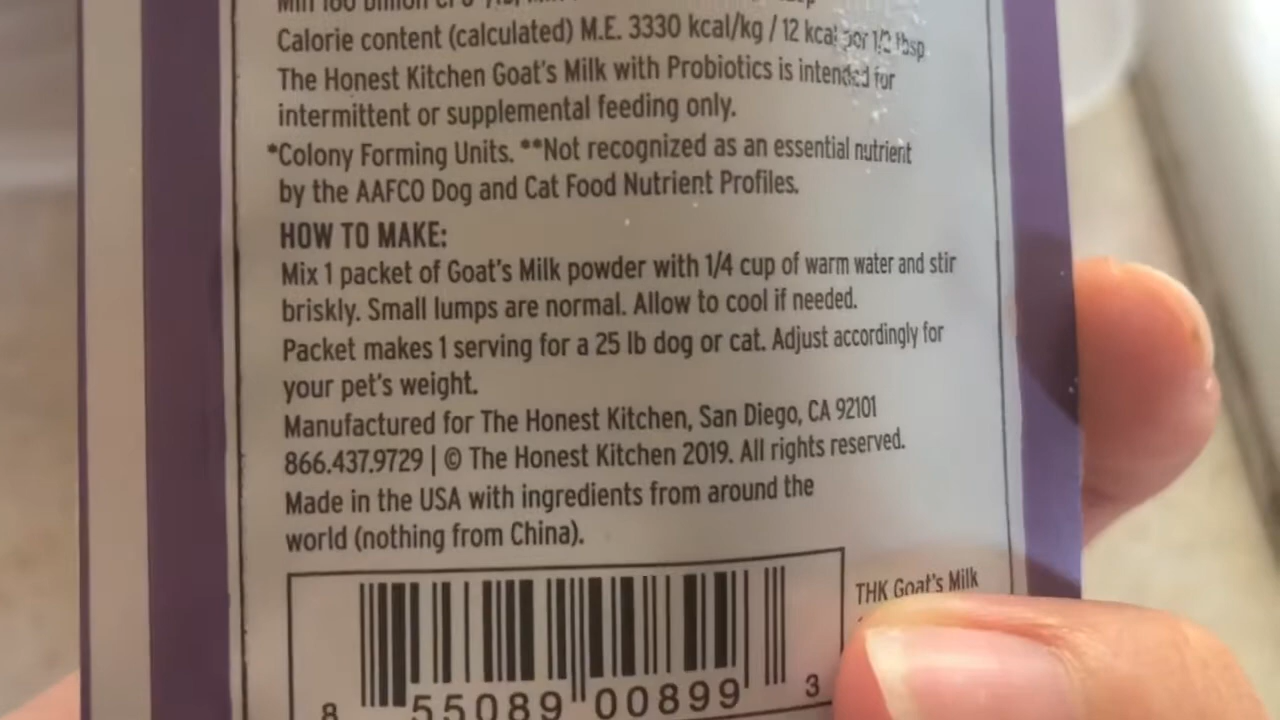 Min 160 billion CFU
Calorie content (calculated) M.E. 3330 kcal/kg / 12 kcal per 1/2 tbsp
The Honest Kitchen Goat's Milk with Probiotics is intended for
intermittent or supplemental feeding only.
*Colony Forming Units. **Not recognized as an essential nutrient
by the AAFCO Dog and Cat Food Nutrient Profiles.
HOW TO MAKE:
Mix 1 packet of Goat's Milk powder with 1/4 cup of warm water and stir
briskly. Small lumps are normal. Allow to cool if needed.
Packet makes 1 serving for a 25 lb dog or cat. Adjust accordingly for
your pet's weight.
Manufactured for The Honest Kitchen, San Diego, CA 92101
866.437.9729 | © The Honest Kitchen 2019. All rights reserved.
Made in the USA with ingredients from around the
world (nothing from China).
THK Goat's Milk
8 55089 00899 3